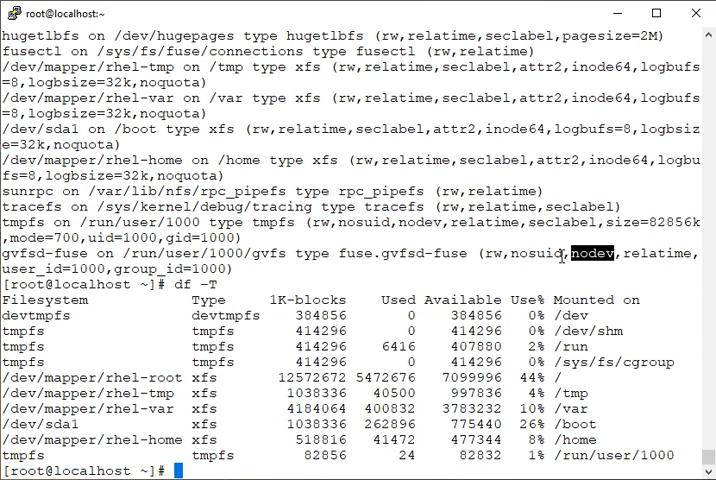 root@localhost:~
hugetlbfs on /dev/hugepages type hugetlbfs (rw,relatime,seclabel,pagesize=2M)
fusectl on /sys/fs/fuse/connections type fusectl (rw,relatime)
/dev/mapper/rhel-tmp on /tmp type xfs (rw,relatime,seclabel,attr2,inode64,logbufs
=8,logbsize=32k,noquota)
/dev/mapper/rhel-var on /var type xfs (rw,relatime,seclabel,attr2,inode64,logbufs
=8,logbsize=32k,noquota)
/dev/sda1 on /boot type xfs (rw,relatime,seclabel,attr2,inode64,logbufs=8,logbsiz
e=32k,noquota)
/dev/mapper/rhel-home on /home type xfs (rw,relatime,seclabel,attr2,inode64,logbu
fs=8,logbsize=32k,noquota)
sunrpc on /var/lib/nfs/rpc_pipefs type rpc_pipefs (rw,relatime)
tracefs on /sys/kernel/debug/tracing type tracefs (rw,relatime,seclabel)
tmpfs on /run/user/1000 type tmpfs (rw,nosuid,nodev,relatime,seclabel,size=82856k
,mode=700,uid=1000,gid=1000)
gvfsd-fuse on /run/user/1000/gvfs type fuse.gvfsd-fuse (rw,nosuid,nodev,relatime,
user_id=1000,group_id=1000)
[root@localhost ~]# df -T
Filesystem Type 1K-blocks Used Available Use% Mounted on
devtmpfs devtmpfs 384856 0 384856 0% /dev
tmpfs tmpfs 414296 0 414296 0% /dev/shm
tmpfs tmpfs 414296 6416 407880 2% /run
tmpfs tmpfs 414296 0 414296 0% /sys/fs/cgroup
/dev/mapper/rhel-root xfs 12572672 5472676 7099996 44% /
/dev/mapper/rhel-tmp xfs 1038336 40500 997836 4% /tmp
/dev/mapper/rhel-var xfs 4184064 400832 3783232 10% /var
/dev/sda1 xfs 1038336 262896 775440 26% /boot
/dev/mapper/rhel-home xfs 518816 41472 477344 8% /home
tmpfs tmpfs 82856 24 82832 1% /run/user/1000
[root@localhost ~]#